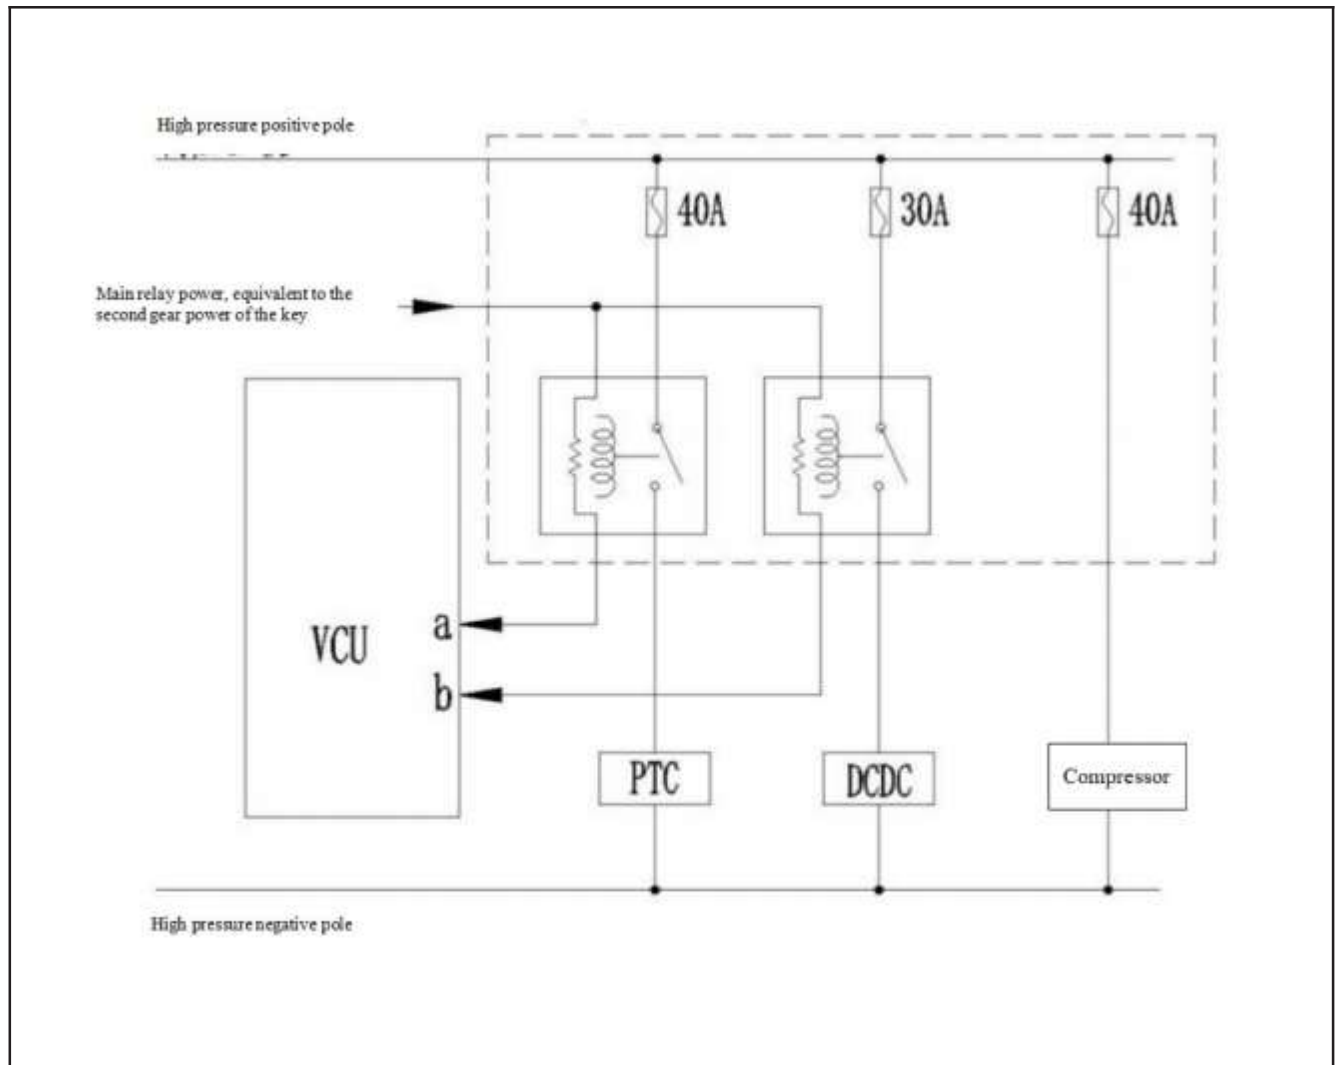 High pressure positive pole
40A
30A
40A
Main relay power, equivalent to the
second gear power of the key
a
VCU
b
PTC
DCDC
Compressor
High pressure negative pole